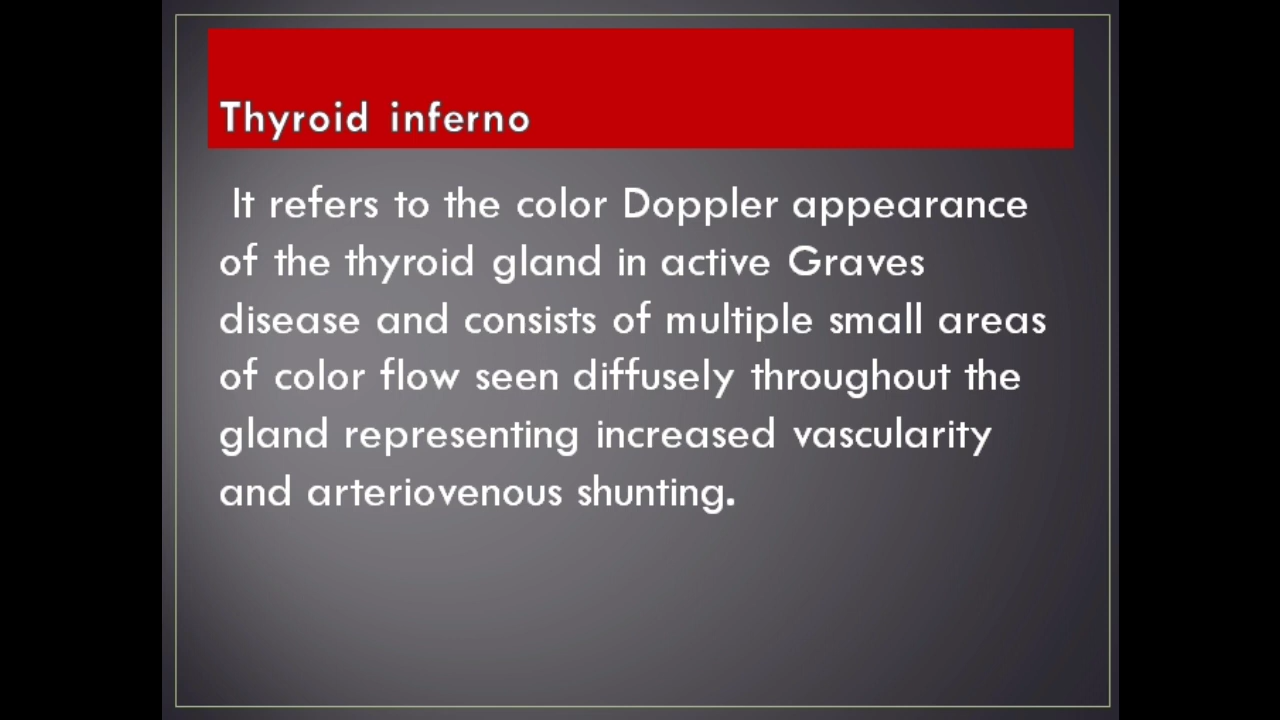 Thyroid inferno
It refers to the color Doppler appearance
of the thyroid gland in active Graves
disease and consists of multiple small areas
of color flow seen diffusely throughout the
gland representing increased vascularity
and arteriovenous shunting.